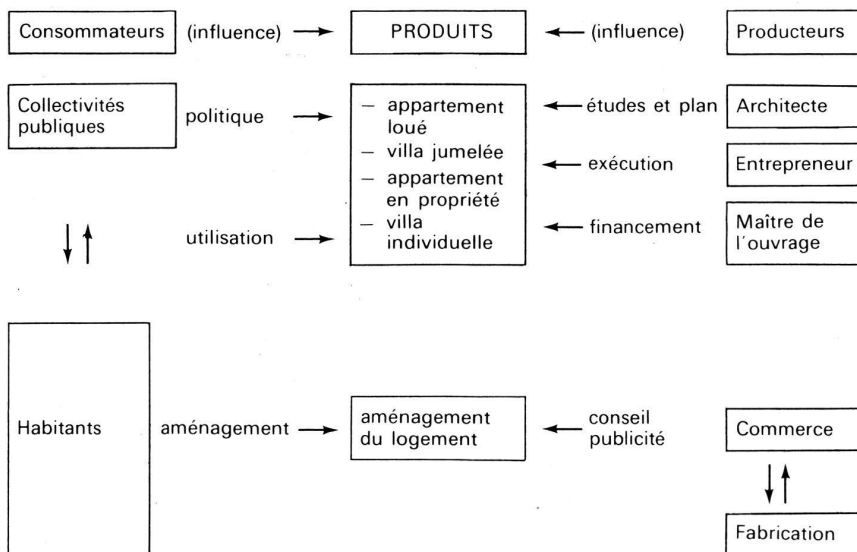 Consommateurs (influence) → PRODUITS ← (influence) Producteurs
Collectivités
publiques
politique →
– appartement
loué
– villa jumelée
– appartement
en propriété
– villa
individuelle
← études et plan Architecte
← exécution Entrepreneur
utilisation →
← financement Maître de
l'ouvrage
↓↑
Habitants aménagement → aménagement
du logement
← conseil
publicité
Commerce
↓↑
Fabrication